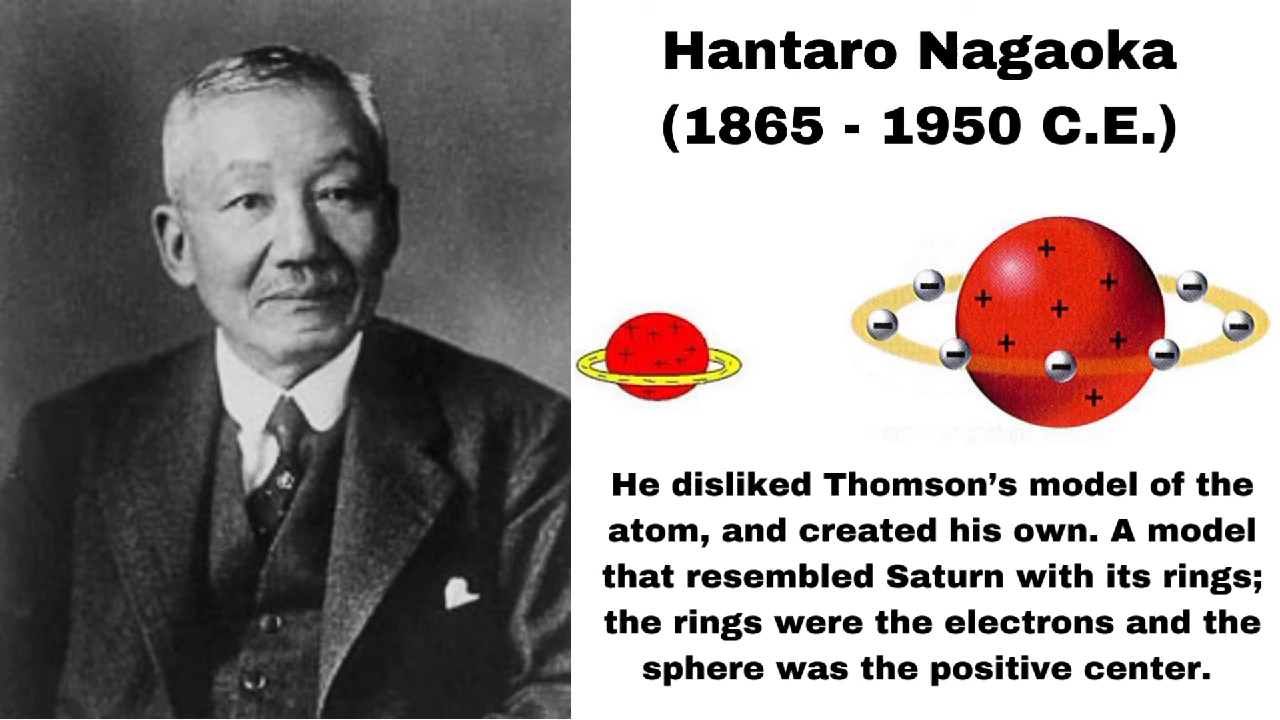 Hantaro Nagaoka
(1865 - 1950 C.E.)
He disliked Thomson’s model of the
atom, and created his own. A model
that resembled Saturn with its rings;
the rings were the electrons and the
sphere was the positive center.